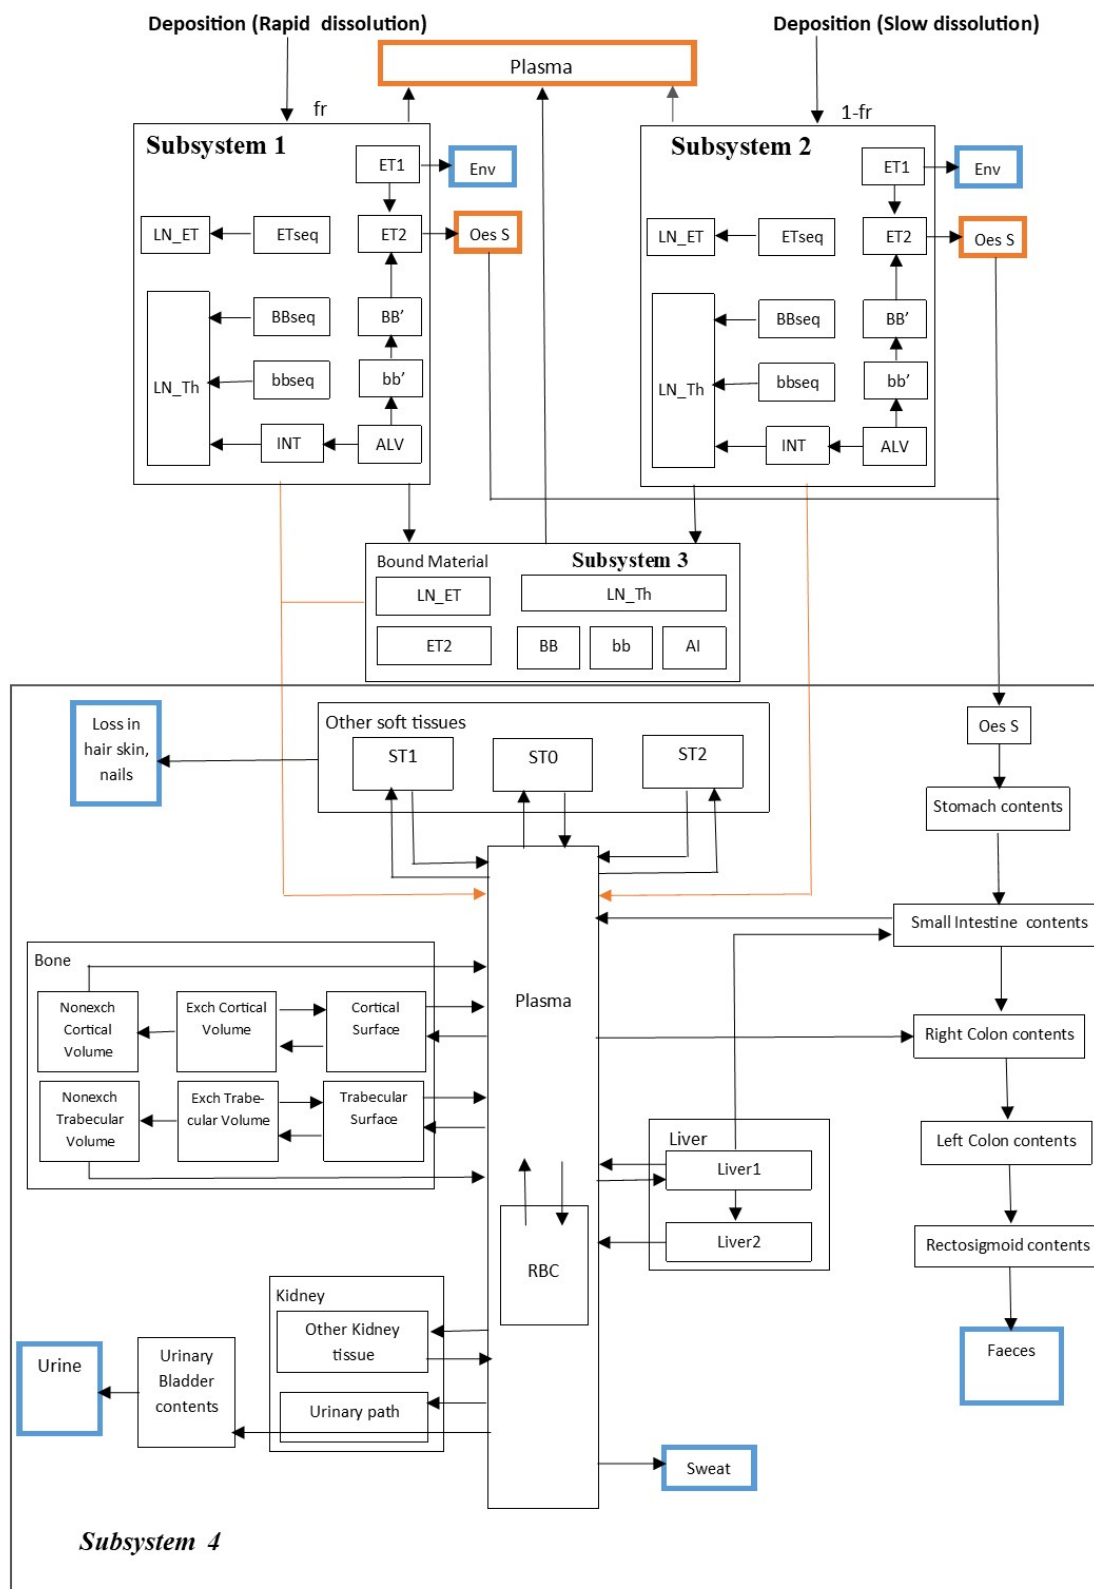 Deposition (Rapid dissolution)
Deposition (Slow dissolution)
Plasma
fr
1-fr
Subsystem 1
ET1
Env
LN_ET
ETseq
ET2
Oes S
BBseq
BB'
LN_Th
bbseq
bb'
INT
ALV
Subsystem 2
ET1
Env
LN_ET
ETseq
ET2
Oes S
BBseq
BB'
LN_Th
bbseq
bb'
INT
ALV
Bound Material
Subsystem 3
LN_ET
LN_Th
ET2
BB
bb
AI
Loss in
hair skin,
nails
Other soft tissues
ST1
ST0
ST2
Oes S
Stomach contents
Small Intestine contents
Right Colon contents
Left Colon contents
Rectosigmoid contents
Faeces
Bone
Nonexch
Cortical
Volume
Exch Cortical
Volume
Cortical
Surface
Nonexch
Trabecular
Volume
Exch Trabe-
cular Volume
Trabecular
Surface
Plasma
RBC
Liver
Liver1
Liver2
Kidney
Other Kidney
tissue
Urinary path
Urine
Urinary
Bladder
contents
Sweat
Subsystem 4